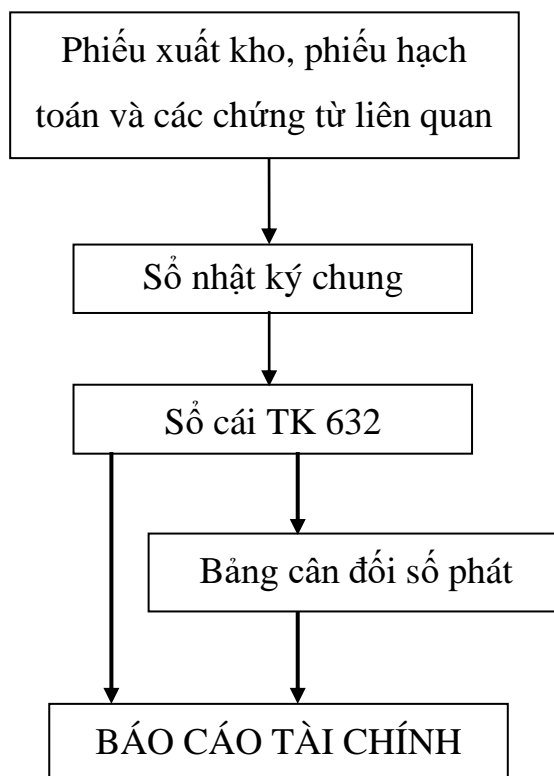 Phiếu xuất kho, phiếu hạch
toán và các chứng từ liên quan
Sổ nhật ký chung
Sổ cái TK 632
Bảng cân đối số phát
BÁO CÁO TÀI CHÍNH